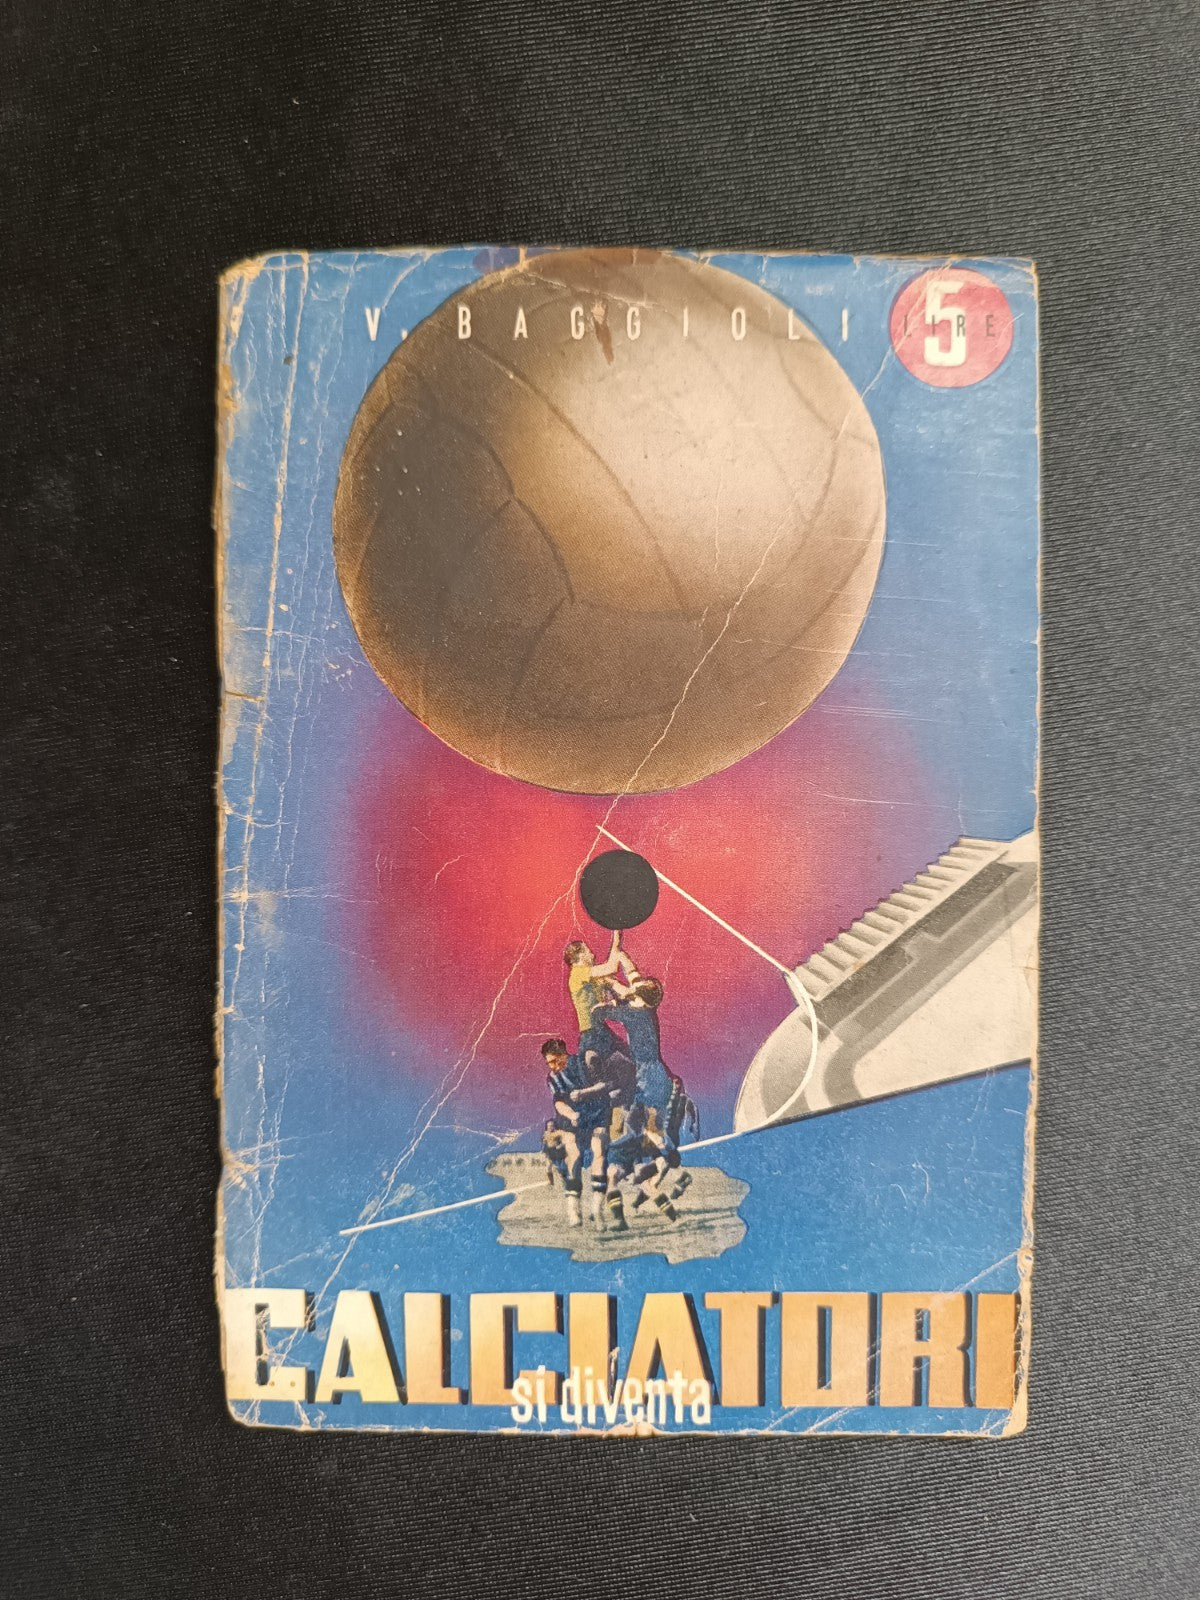 V. BAGGIOLI
5
LIRE
CALCIATORI
si diventa